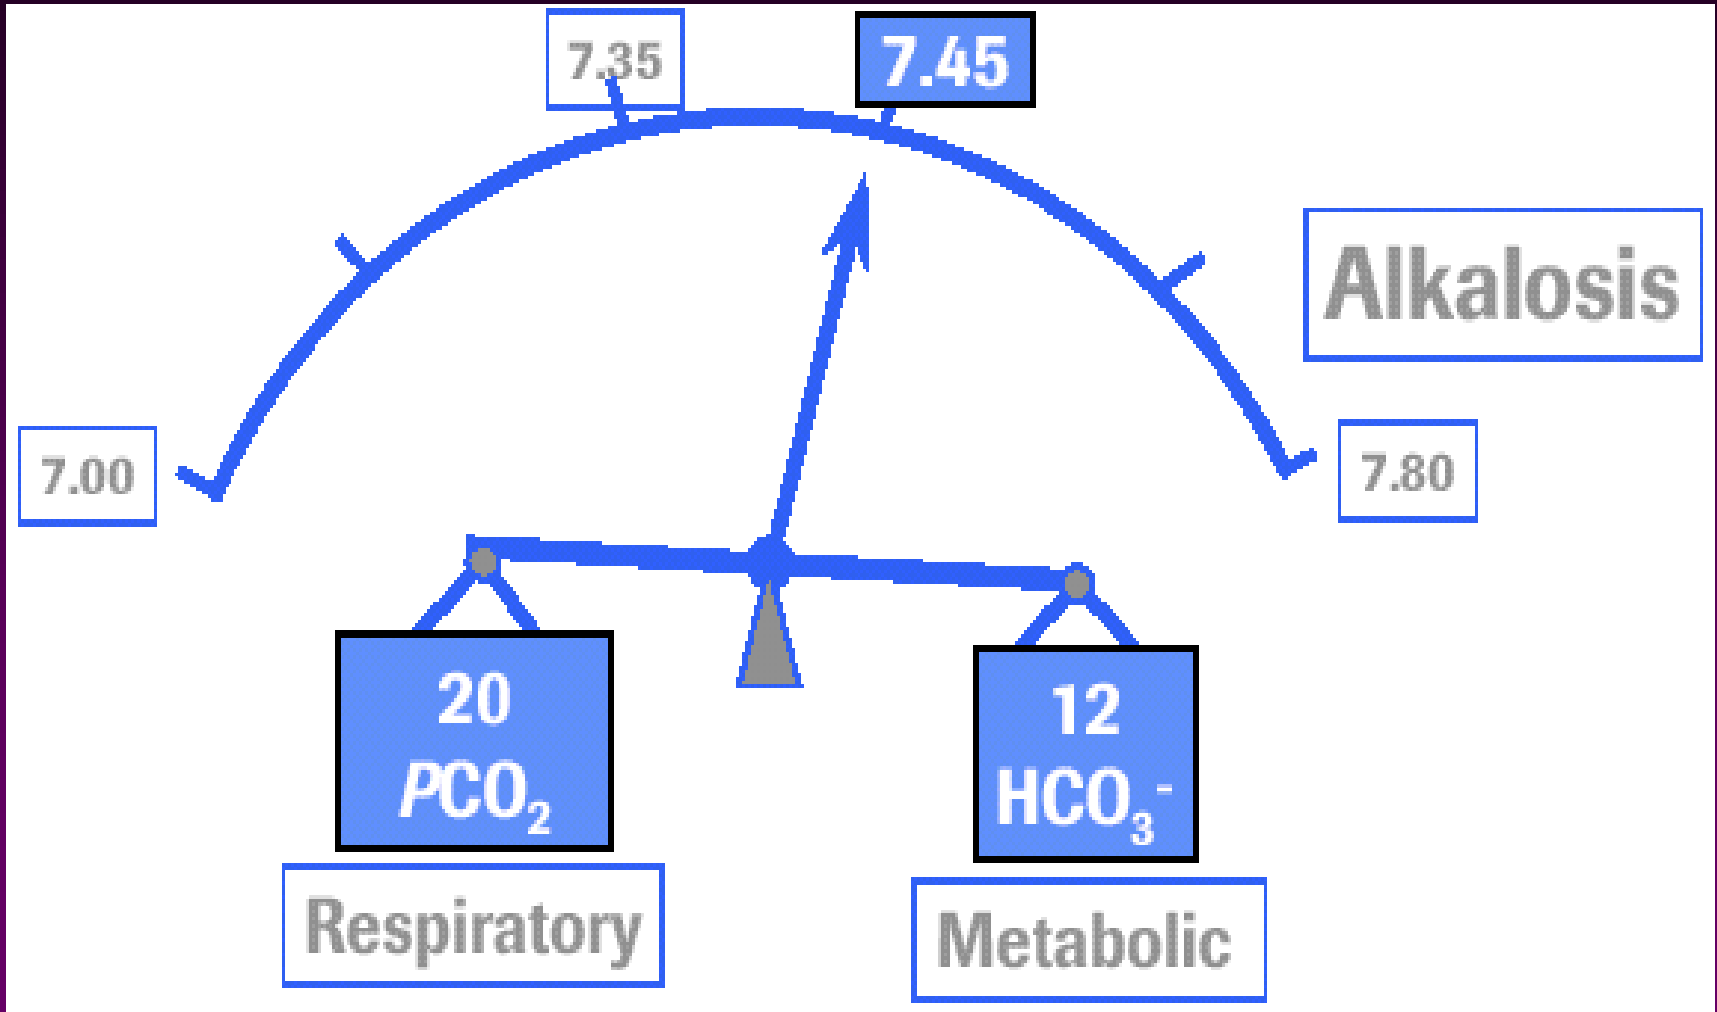 7.35
7.45
Alkalosis
7.00
7.80
20
PCO₂
12
HCO₃⁻
Respiratory
Metabolic